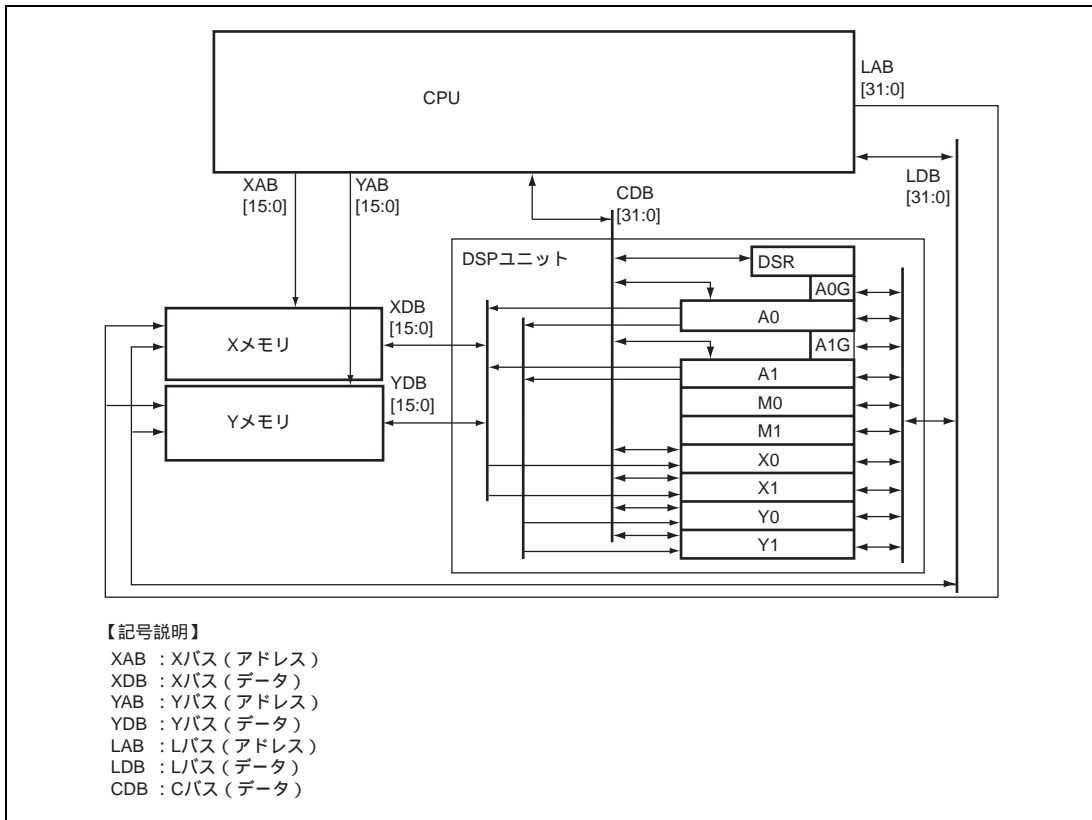 CPU
LAB
[31:0]
XAB
[15:0]
YAB
[15:0]
CDB
[31:0]
LDB
[31:0]
DSPユニット
DSR
A0G
A0
A1G
A1
M0
M1
X0
X1
Y0
Y1
XDB
[15:0]
Xメモリ
YDB
[15:0]
Yメモリ
【記号説明】
XAB : Xバス ( アドレス )
XDB : Xバス ( データ )
YAB : Yバス ( アドレス )
YDB : Yバス ( データ )
LAB : Lバス ( アドレス )
LDB : Lバス ( データ )
CDB : Cバス ( データ )